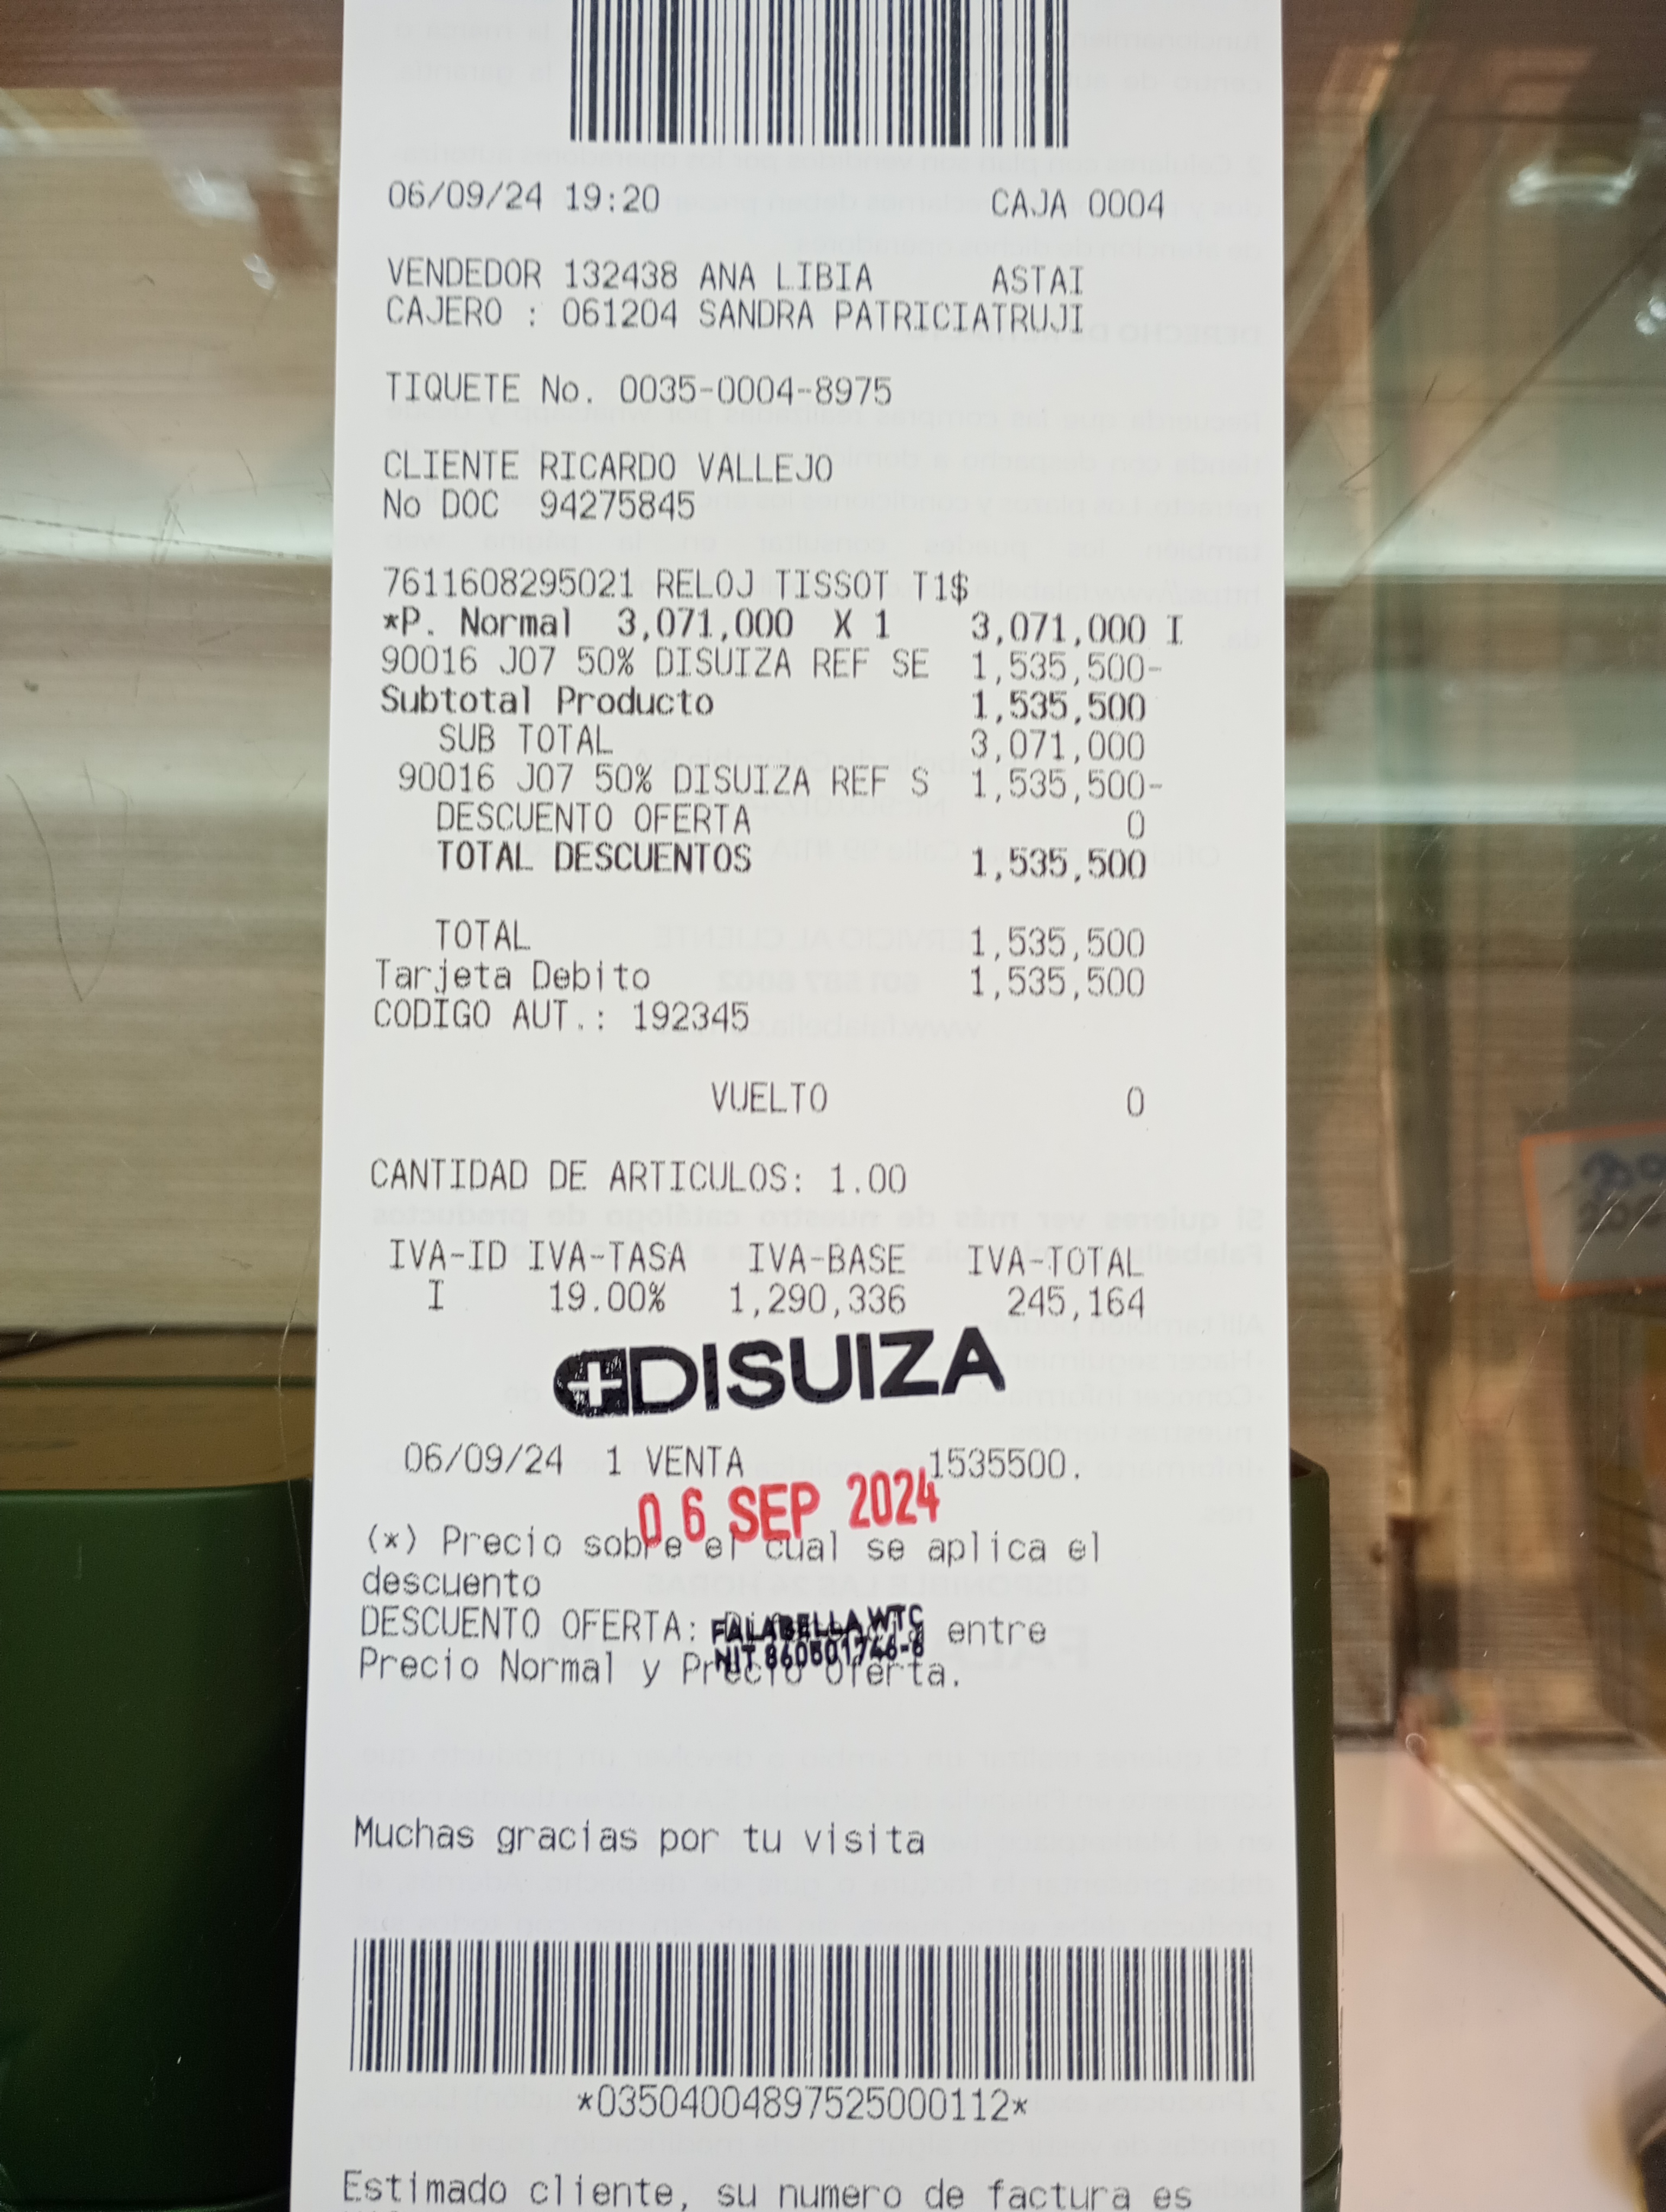 06/09/24 19:20 CAJA 0004
VENDEDOR 132438 ANA LIBIA ASTAI
CAJERO : 061204 SANDRA PATRICIATRUJI
TIQUETE No. 0035-0004-8975
CLIENTE RICARDO VALLEJO
No DOC 94275845
7611608295021 RELOJ TISSOT T1$
*P. Normal 3,071,000 X 1 3,071,000 I
90016 J07 50% DISUIZA REF SE 1,535,500-
Subtotal Producto 1,535,500
SUB TOTAL 3,071,000
90016 J07 50% DISUIZA REF S 1,535,500-
DESCUENTO OFERTA 0
TOTAL DESCUENTOS 1,535,500
TOTAL 1,535,500
Tarjeta Debito 1,535,500
CODIGO AUT.: 192345
VUELTO 0
CANTIDAD DE ARTICULOS: 1.00
IVA-ID IVA-TASA IVA-BASE IVA-TOTAL
I 19.00% 1,290,336 245,164
DISUIZA
06/09/24 1 VENTA 1535500.
06 SEP 2024
(*) Precio sobre el cual se aplica el
descuento
DESCUENTO OFERTA: Diferencia entre
FALABELLA WTC
NIT 860501746-8
Precio Normal y Precio Oferta.
Muchas gracias por tu visita
*03504004897525000112*
Estimado cliente, su numero de factura es